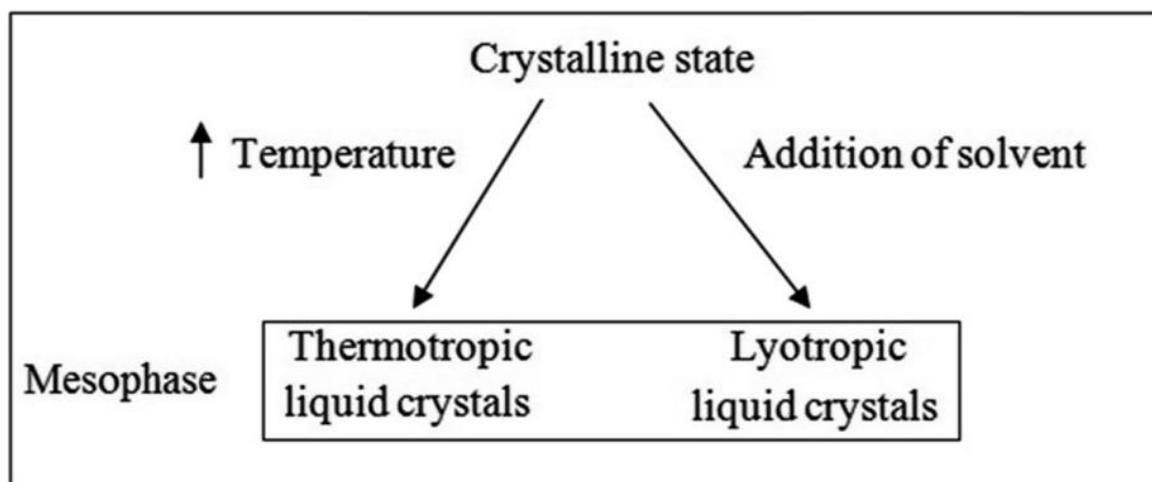 Crystalline state
↑ Temperature
Addition of solvent
Mesophase
Thermotropic
liquid crystals
Lyotropic
liquid crystals